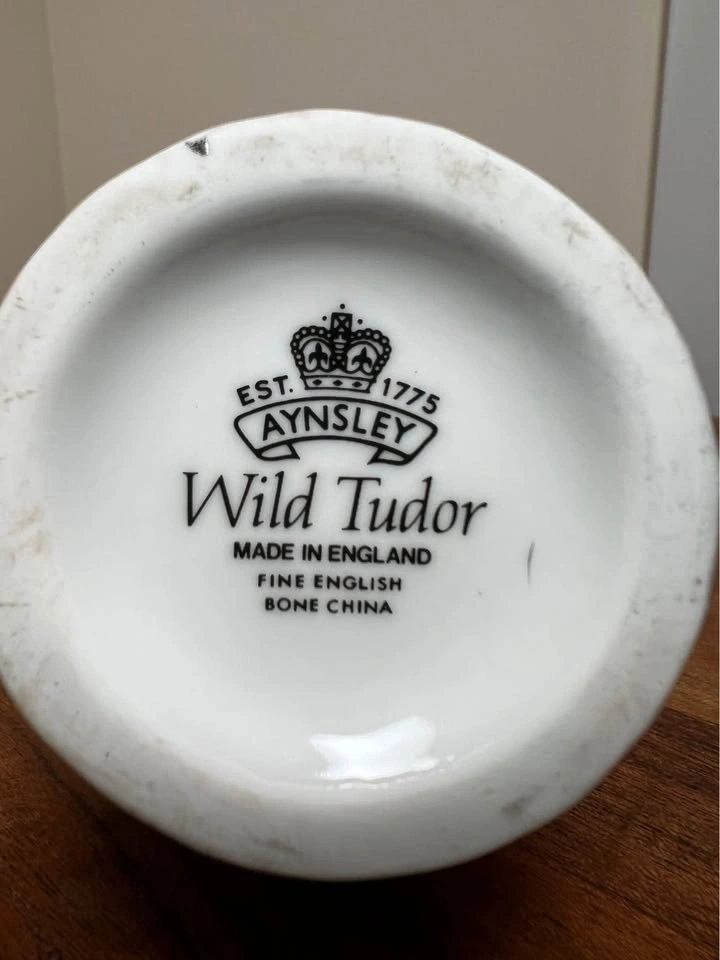 EST. 1775
AYNSLEY
Wild Tudor
MADE IN ENGLAND
FINE ENGLISH
BONE CHINA